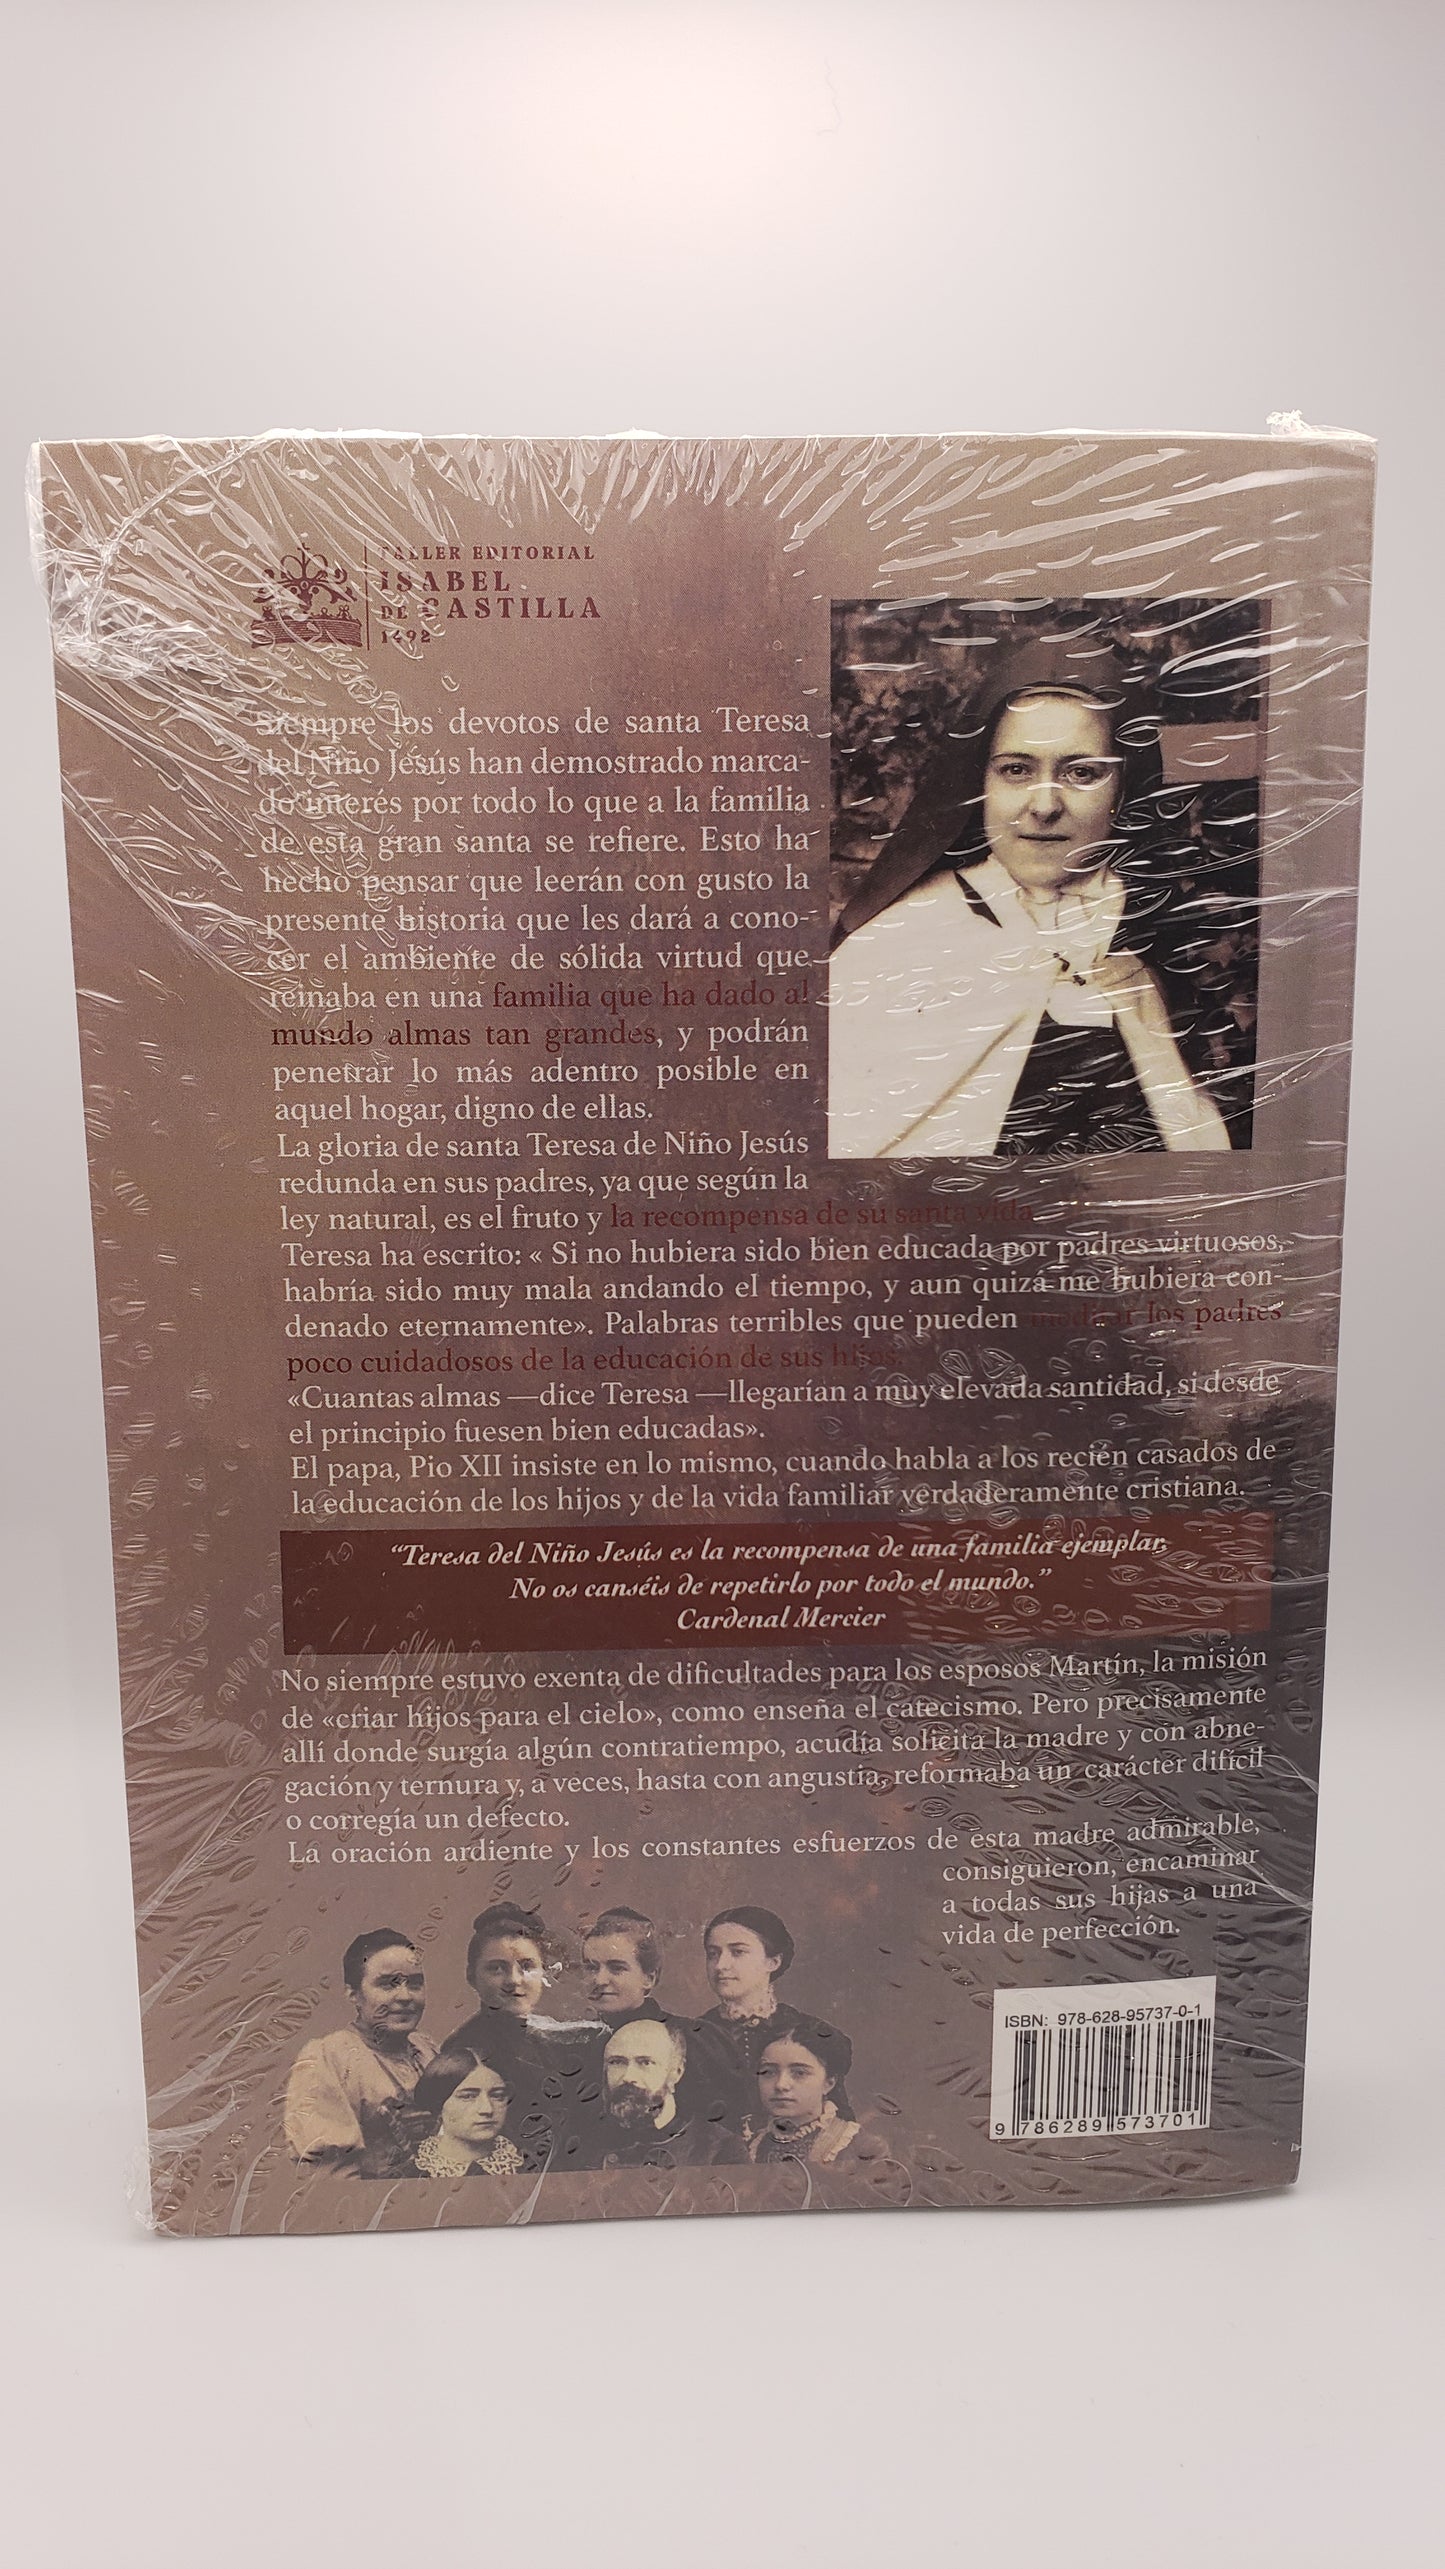 TALLER EDITORIAL
ISABEL
DE CASTILLA
1492
Siempre los devotos de santa Teresa
del Niño Jesús han demostrado marca-
do interés por todo lo que a la familia
de esta gran santa se refiere. Esto ha
hecho pensar que leerán con gusto la
presente historia que les dará a cono-
cer el ambiente de sólida virtud que
reinaba en una familia que ha dado al
mundo almas tan grandes, y podrán
penetrar lo más adentro posible en
aquel hogar, digno de ellas.
La gloria de santa Teresa de Niño Jesús
redunda en sus padres, ya que según la
ley natural, es el fruto y la recompensa de su santa vida.
Teresa ha escrito: « Si no hubiera sido bien educada por padres virtuosos,
habría sido muy mala andando el tiempo, y aun quizá me hubiera con-
denado eternamente». Palabras terribles que pueden meditar los padres
poco cuidadosos de la educación de sus hijos.
«Cuantas almas —dice Teresa —llegarían a muy elevada santidad, si desde
el principio fuesen bien educadas».
El papa, Pio XII insiste en lo mismo, cuando habla a los recién casados de
la educación de los hijos y de la vida familiar verdaderamente cristiana.
“Teresa del Niño Jesús es la recompensa de una familia ejemplar.
No os canséis de repetirlo por todo el mundo.”
Cardenal Mercier
No siempre estuvo exenta de dificultades para los esposos Martín, la misión
de «criar hijos para el cielo», como enseña el catecismo. Pero precisamente
allí donde surgía algún contratiempo, acudía solicita la madre y con abne-
gación y ternura y, a veces, hasta con angustia, reformaba un carácter difícil
o corregía un defecto.
La oración ardiente y los constantes esfuerzos de esta madre admirable,
consiguieron, encaminar
a todas sus hijas a una
vida de perfección.
ISBN: 978-628-95737-0-1
9 786289 573701